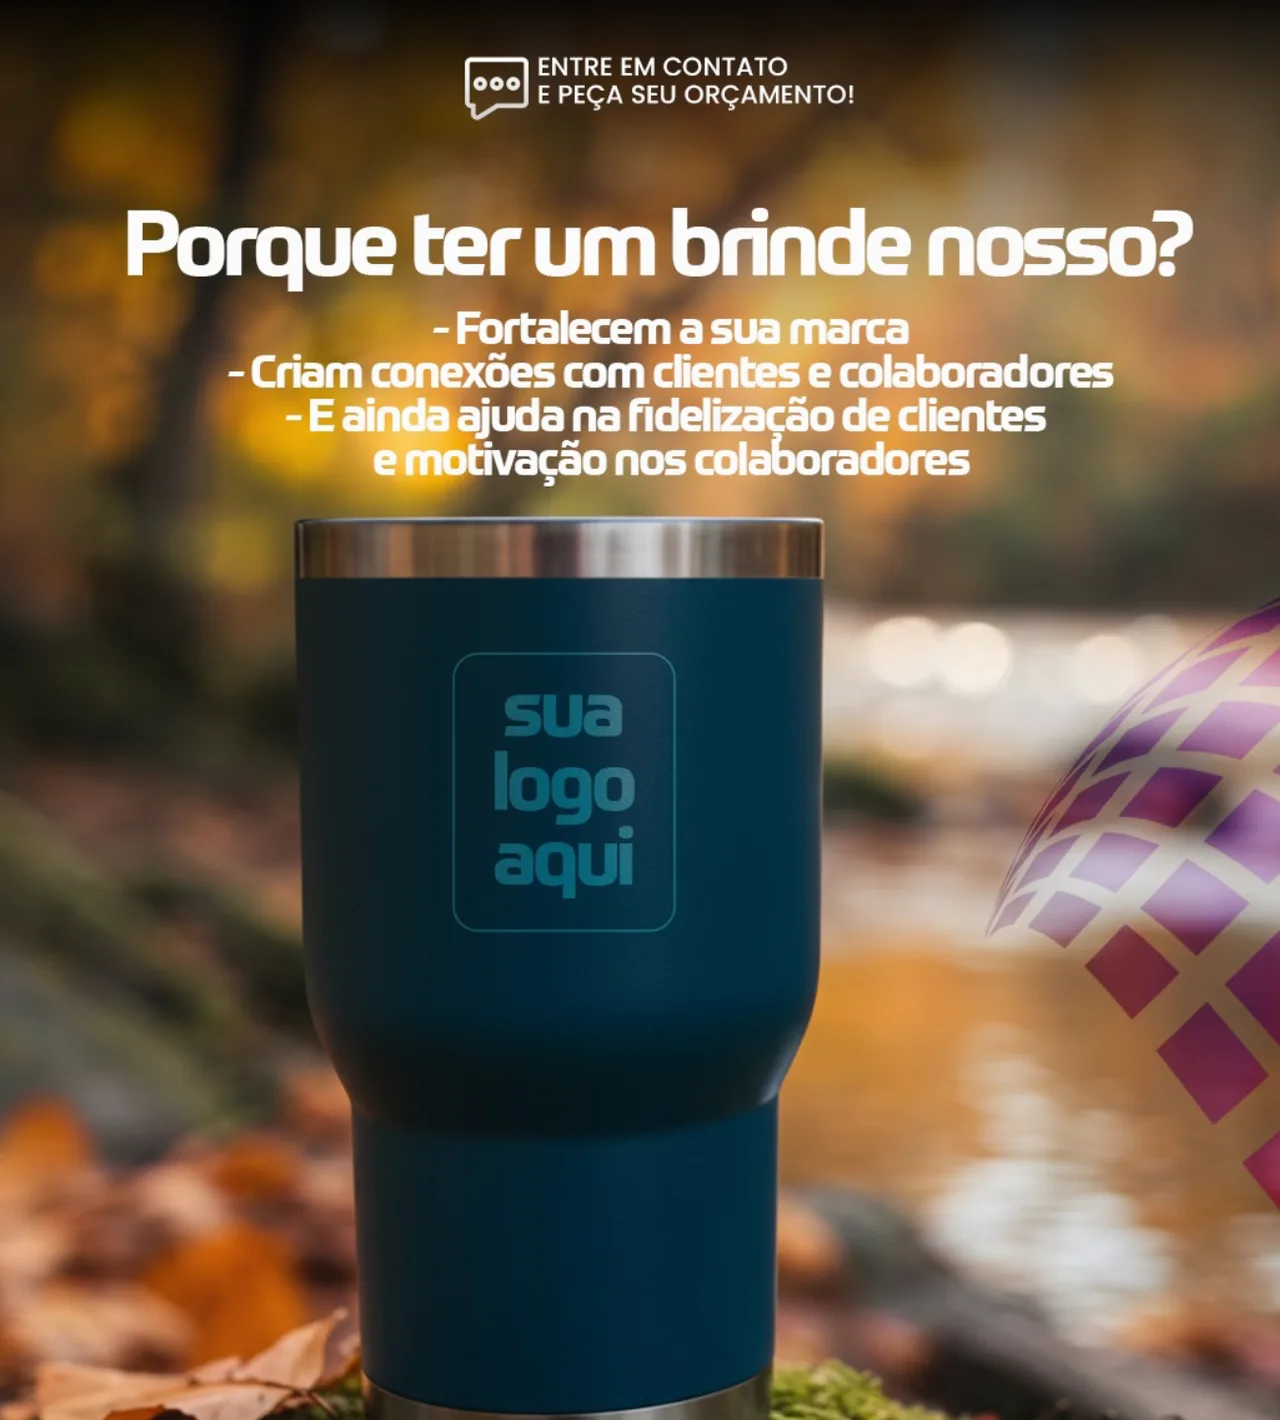 ENTRE EM CONTATO
E PEÇA SEU ORÇAMENTO!
Porque ter um brinde nosso?
- Fortalecem a sua marca
- Criam conexões com clientes e colaboradores
- E ainda ajuda na fidelização de clientes
e motivação nos colaboradores
sua
logo
aqui